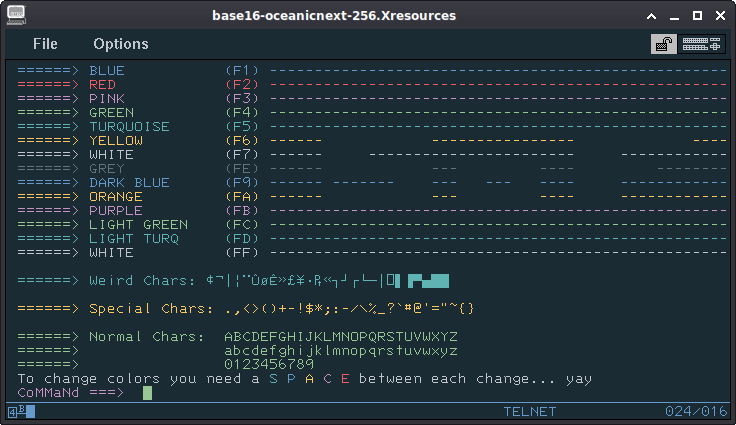 base16-oceanicnext-256.Xresources
File Options
======> BLUE (F1) ----------------------------------------------------------
======> RED (F2) ----------------------------------------------------------
======> PINK (F3) ----------------------------------------------------------
======> GREEN (F4) ----------------------------------------------------------
======> TURQUOISE (F5) ----------------------------------------------------------
======> YELLOW (F6) ------- --------------- ----
======> WHITE (F7) ------- ---------------------------------------------
======> GREY (FE) --- --- ----
======> DARK BLUE (F9) ------- -------- --- --- --------------
======> ORANGE (FA) ------- --- --- --------------
======> PURPLE (FB) ----------------------------------------------------------
======> LIGHT GREEN (FC) ----------------------------------------------------------
======> LIGHT TURQ (FD) ----------------------------------------------------------
======> WHITE (FF) ----------------------------------------------------------
======> Weird Chars: ¢¬|¦¨ÛøÊ»£¥·₧«┐┘┌└─│
======> Special Chars: .,<>()+-!$*;:-/\%_?`#@'="~{}
======> Normal Chars: ABCDEFGHIJKLMNOPQRSTUVWXYZ
======> abcdefghijklmnopqrstuvwxyz
======> 0123456789
To change colors you need a S P A C E between each change... yay
CoMMaNd ===>
4 B TELNET 024/016